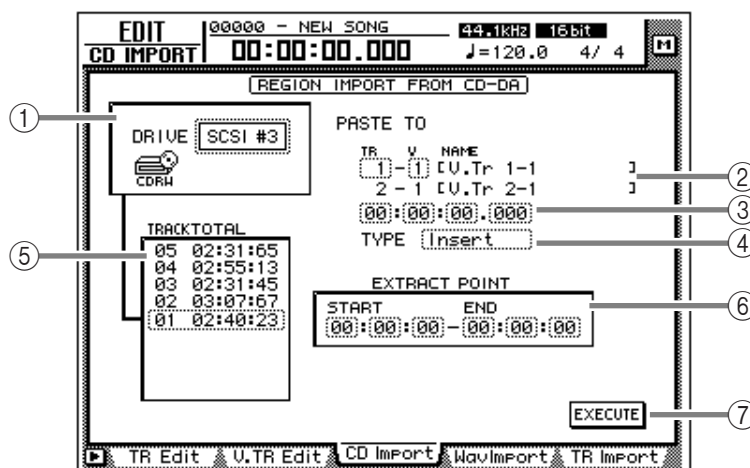 EDIT
CD IMPORT
00000 - NEW SONG
00:00:00.000
44.1kHz 16bit
♩=120.0 4/ 4
M
REGION IMPORT FROM CD-DA
1
DRIVE SCSI #3
CDRW
PASTE TO
TR V NAME
1-1 [V.Tr 1-1 ]
2-1 [V.Tr 2-1 ]
2
00:00:00.000
3
TYPE Insert
4
5
TRACK TOTAL
05 02:31:65
04 02:55:13
03 02:31:45
02 03:07:67
01 02:40:23
EXTRACT POINT
START END
00:00:00-00:00:00
6
EXECUTE
7
TR Edit V.TR Edit CD Import WavImport TR Import